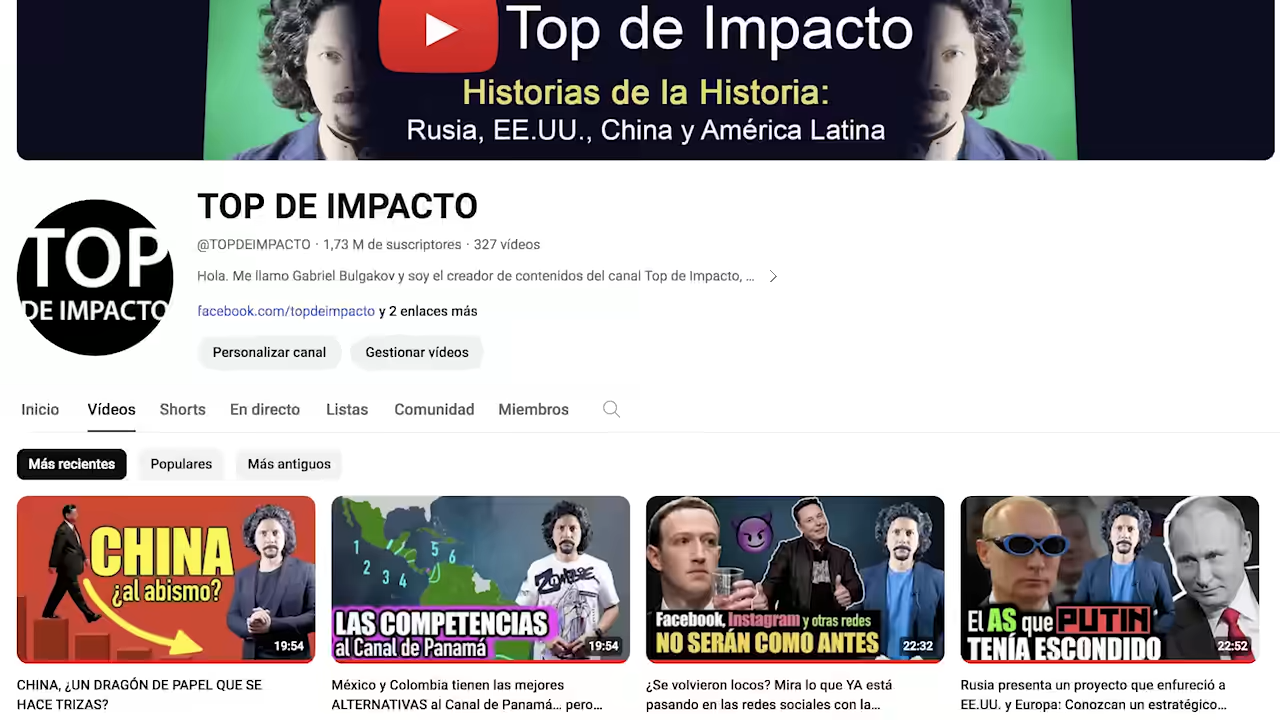 Top de Impacto
Historias de la Historia:
Rusia, EE.UU., China y América Latina
TOP
DE IMPACTO
TOP DE IMPACTO
@TOPDEIMPACTO · 1,73 M de suscriptores · 327 vídeos
Hola. Me llamo Gabriel Bulgakov y soy el creador de contenidos del canal Top de Impacto, ...
facebook.com/topdeimpacto y 2 enlaces más
Personalizar canal Gestionar vídeos
Inicio Vídeos Shorts En directo Listas Comunidad Miembros
Más recientes Populares Más antiguos
CHINA
¿al abismo?
19:54
CHINA, ¿UN DRAGÓN DE PAPEL QUE SE
HACE TRIZAS?
1 2 3 4 5 6
ZOMBIE
LAS COMPETENCIAS
al Canal de Panamá
19:54
México y Colombia tienen las mejores
ALTERNATIVAS al Canal de Panamá... pero...
Facebook, Instagram y otras redes
NO SERÁN COMO ANTES
22:32
¿Se volvieron locos? Mira lo que YA está
pasando en las redes sociales con la...
El AS que PUTIN
TENÍA ESCONDIDO
22:52
Rusia presenta un proyecto que enfureció a
EE.UU. y Europa: Conozcan un estratégico...